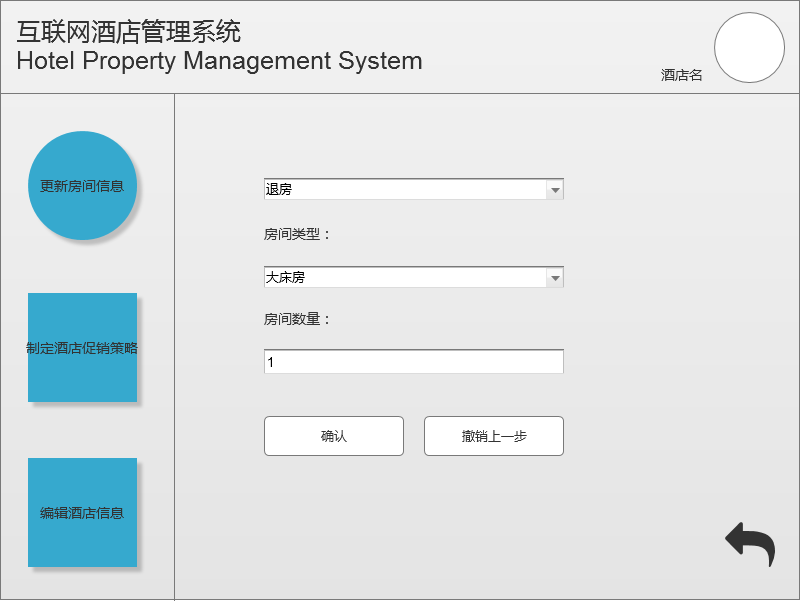 互联网酒店管理系统
Hotel Property Management System
酒店名
更新房间信息
制定酒店促销策略
编辑酒店信息
退房
房间类型：
大床房
房间数量：
1
确认
撤销上一步